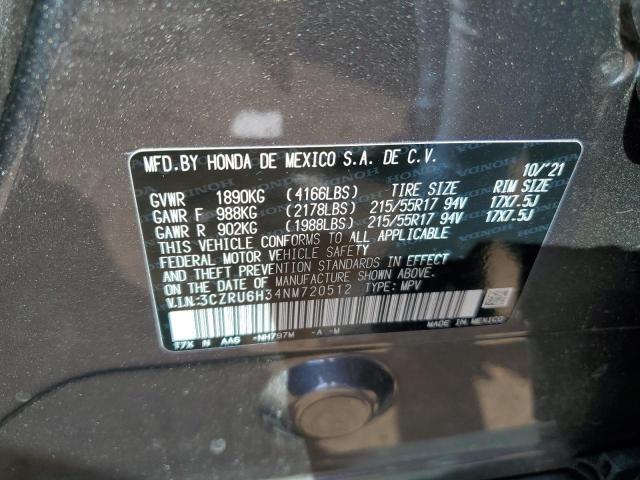 MFD.BY HONDA DE MEXICO S.A. DE C.V. 10/'21
GVWR 1890KG (4166LBS) TIRE SIZE RIM SIZE
GAWR F 988KG (2178LBS) 215/55R17 94V 17X7.5J
GAWR R 902KG (1988LBS) 215/55R17 94V 17X7.5J
THIS VEHICLE CONFORMS TO ALL APPLICABLE
FEDERAL MOTOR VEHICLE SAFETY
AND THEFT PREVENTION STANDARDS IN EFFECT
ON THE DATE OF MANUFACTURE SHOWN ABOVE.
V.I.N:3CZRU6H34NM720512 TYPE: MPV
MADE IN MEXICO
T7X N AA6 -NH797M -A -M